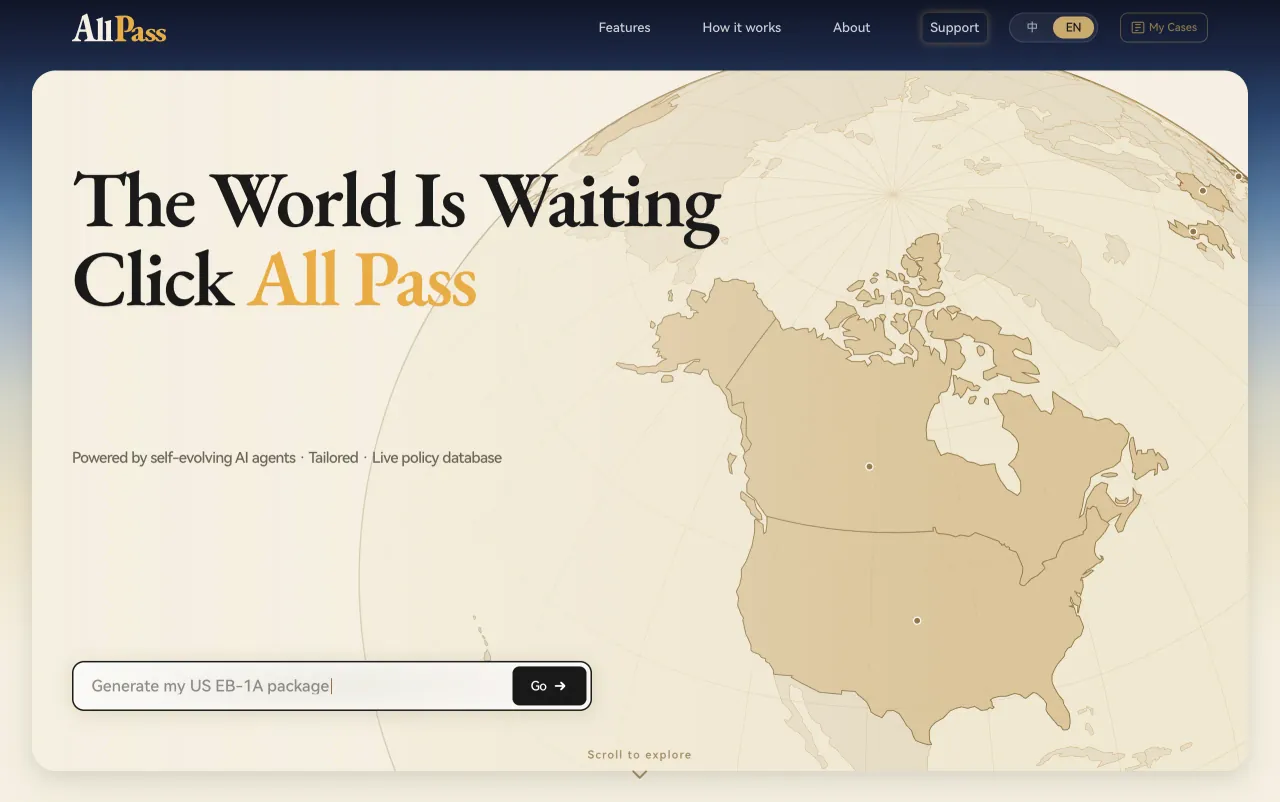 AllPass
Features
How it works
About
Support
中
EN
My Cases
The World Is Waiting
Click All Pass
Powered by self-evolving AI agents · Tailored · Live policy database
Generate my US EB-1A package
Go →
Scroll to explore